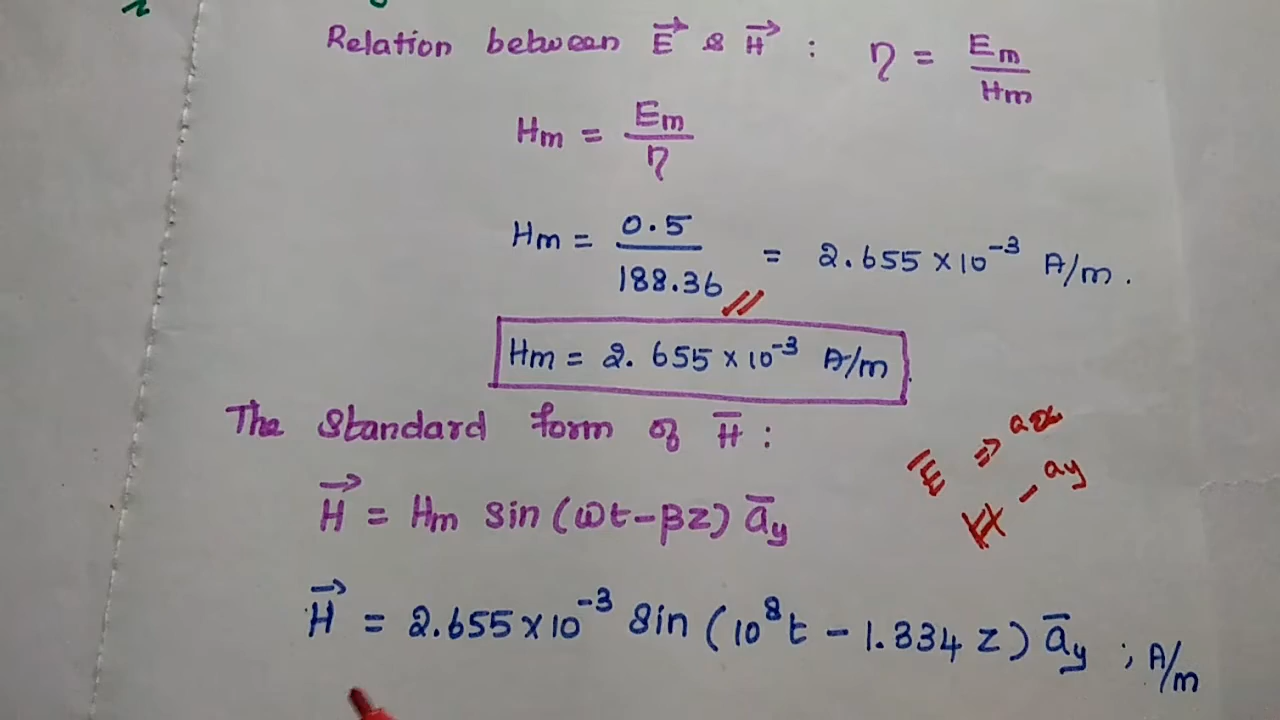 Relation between E⃗ & H⃗ : η = Em/Hm
Hm = Em/η
Hm = 0.5/188.36 = 2.655 × 10⁻³ A/m.
Hm = 2.655 × 10⁻³ A/m
The standard form of H̅ :
E̅ ⇒ ax
H̅ - ay
H⃗ = Hm sin (ωt-βz) a̅y
H⃗ = 2.655 × 10⁻³ sin (10⁸t - 1.334 z) a̅y ; A/m